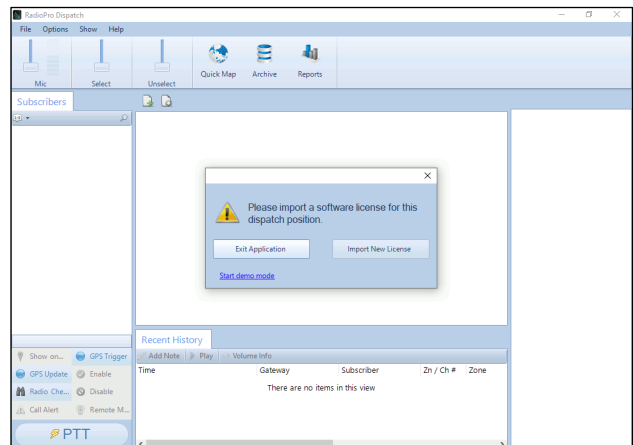 RadioPro Dispatch
File Options Show Help
Mic Select Unselect Quick Map Archive Reports
Subscribers
Please import a software license for this
dispatch position.
Exit Application Import New License
Start demo mode
Recent History
Add Note Play Volume Info
Time Gateway Subscriber Zn / Ch # Zone
There are no items in this view
Show on... GPS Trigger
GPS Update Enable
Radio Che... Disable
Call Alert Remote M...
PTT